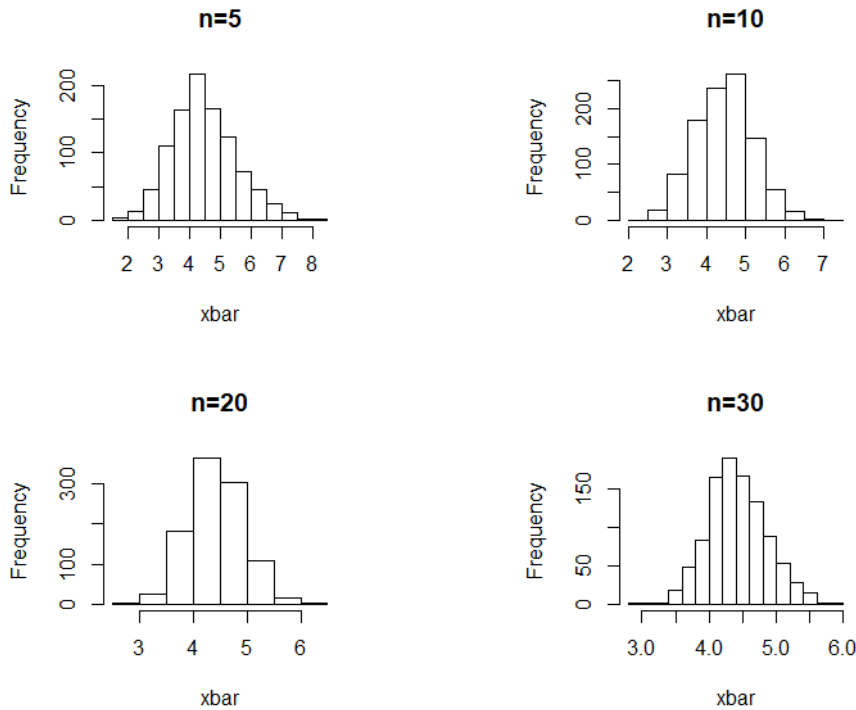 n=5
Frequency
0
100
200
2 3 4 5 6 7 8
xbar
n=10
Frequency
0
100
200
2 3 4 5 6 7
xbar
n=20
Frequency
0
100
300
3 4 5 6
xbar
n=30
Frequency
0
50
150
3.0 4.0 5.0 6.0
xbar